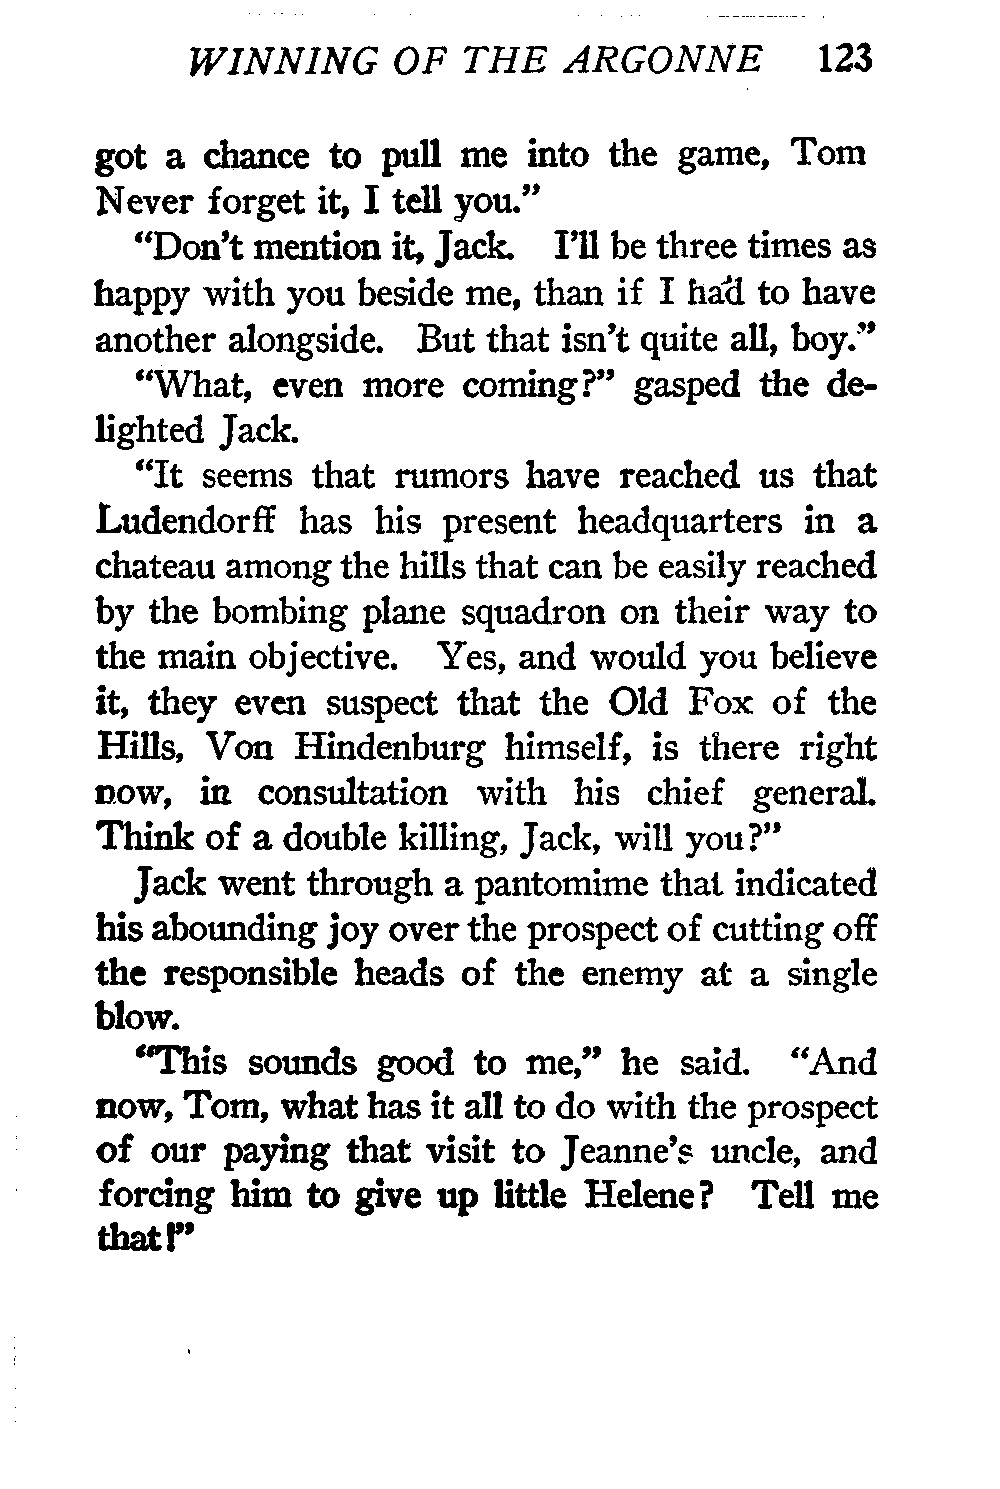 WINNING OF THE ARGONNE 123
got a chance to pull me into the game, Tom
Never forget it, I tell you.”
“Don’t mention it, Jack. I’ll be three times as
happy with you beside me, than if I had to have
another alongside. But that isn’t quite all, boy.”
“What, even more coming?” gasped the de-
lighted Jack.
“It seems that rumors have reached us that
Ludendorff has his present headquarters in a
chateau among the hills that can be easily reached
by the bombing plane squadron on their way to
the main objective. Yes, and would you believe
it, they even suspect that the Old Fox of the
Hills, Von Hindenburg himself, is there right
now, in consultation with his chief general.
Think of a double killing, Jack, will you?”
Jack went through a pantomime that indicated
his abounding joy over the prospect of cutting off
the responsible heads of the enemy at a single
blow.
“This sounds good to me,” he said. “And
now, Tom, what has it all to do with the prospect
of our paying that visit to Jeanne’s uncle, and
forcing him to give up little Helene? Tell me
that!”